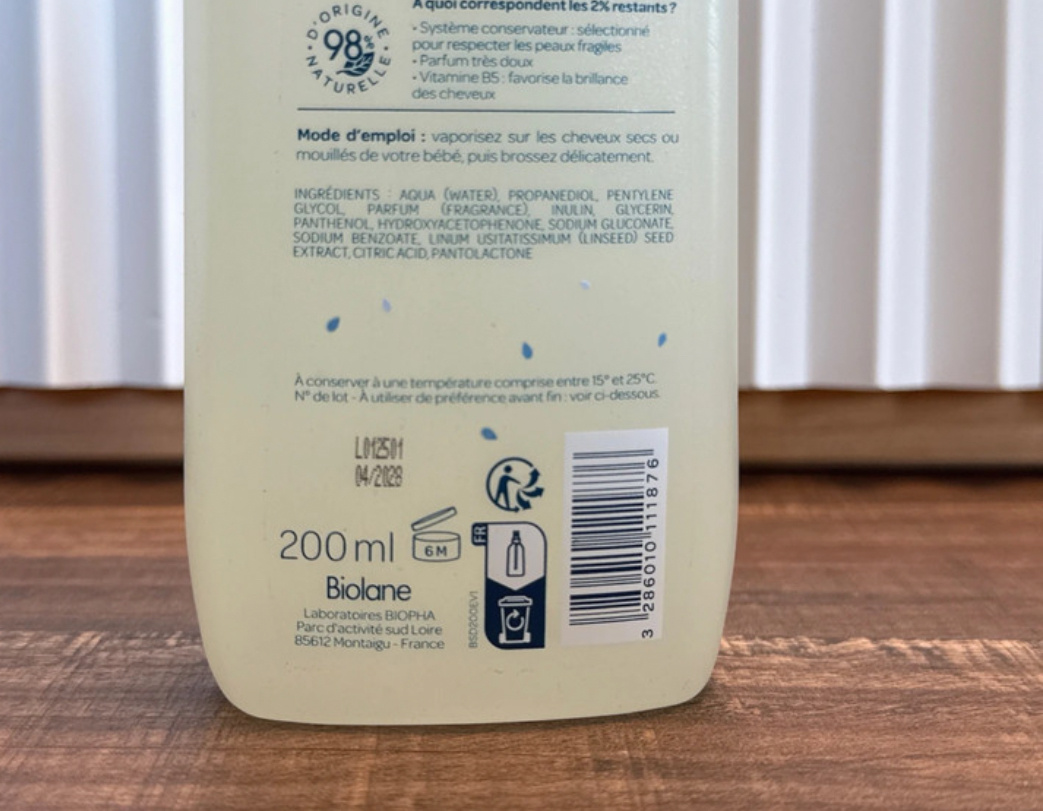 D'ORIGINE
98%
NATURELLE
À quoi correspondent les 2% restants ?
• Système conservateur : sélectionné
pour respecter les peaux fragiles
• Parfum très doux
• Vitamine B5 : favorise la brillance
des cheveux
Mode d'emploi : vaporisez sur les cheveux secs ou
mouillés de votre bébé, puis brossez délicatement.
INGRÉDIENTS : AQUA (WATER), PROPANEDIOL, PENTYLENE
GLYCOL, PARFUM (FRAGRANCE), INULIN, GLYCERIN,
PANTHENOL, HYDROXYACETOPHENONE, SODIUM GLUCONATE,
SODIUM BENZOATE, LINUM USITATISSIMUM (LINSEED) SEED
EXTRACT, CITRIC ACID, PANTOLACTONE
À conserver à une température comprise entre 15° et 25°C.
N° de lot - À utiliser de préférence avant fin : voir ci-dessous.
L012501
04/2028
200 ml
6M
Biolane
Laboratoires BIOPHA
Parc d'activité sud Loire
85612 Montaigu - France
BSD200EV1
FR
3 286010 111876